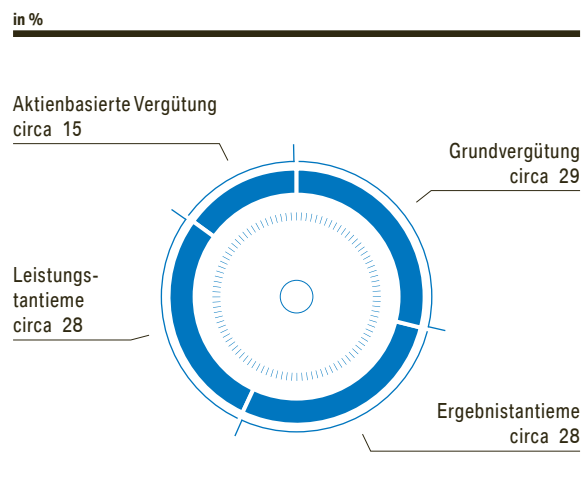 in %
Aktienbasierte Vergütung
circa 15
Grundvergütung
circa 29
Leistungs-
tantieme
circa 28
Ergebnistantieme
circa 28